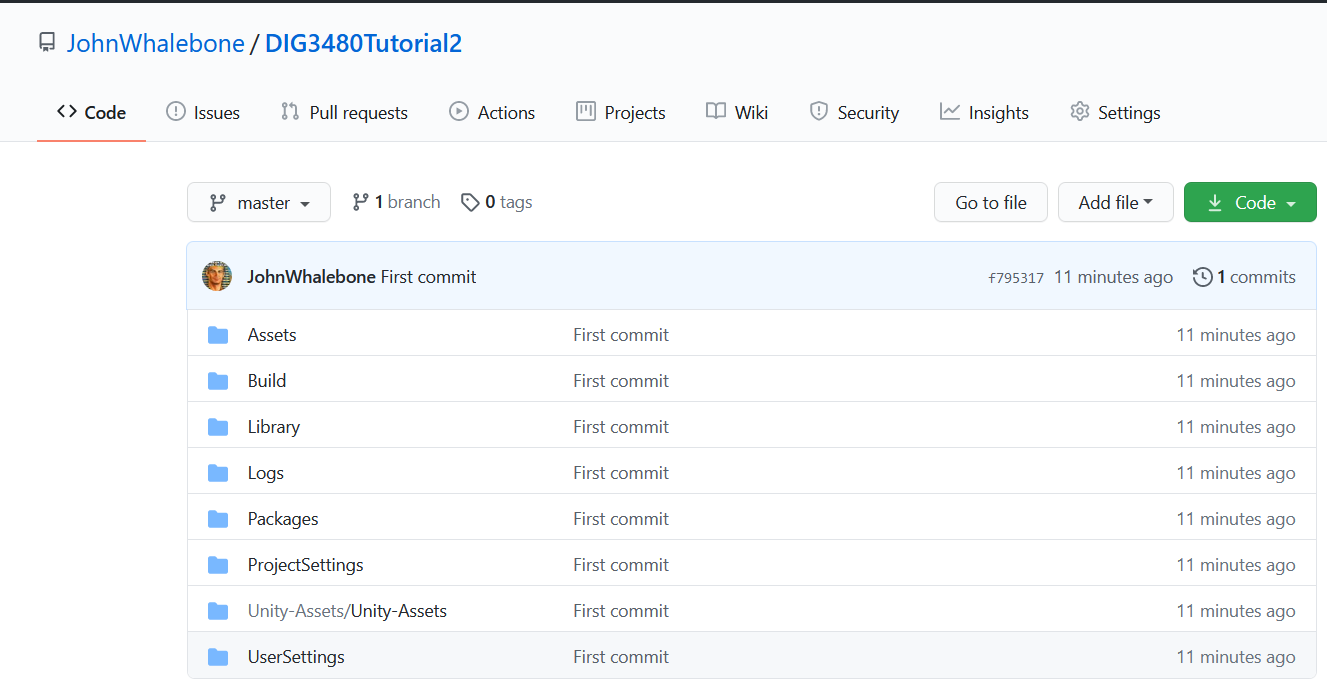 JohnWhalebone / DIG3480Tutorial2
Code Issues Pull requests Actions Projects Wiki Security Insights Settings
master 1 branch 0 tags Go to file Add file Code
JohnWhalebone First commit f795317 11 minutes ago 1 commits
Assets First commit 11 minutes ago
Build First commit 11 minutes ago
Library First commit 11 minutes ago
Logs First commit 11 minutes ago
Packages First commit 11 minutes ago
ProjectSettings First commit 11 minutes ago
Unity-Assets/Unity-Assets First commit 11 minutes ago
UserSettings First commit 11 minutes ago